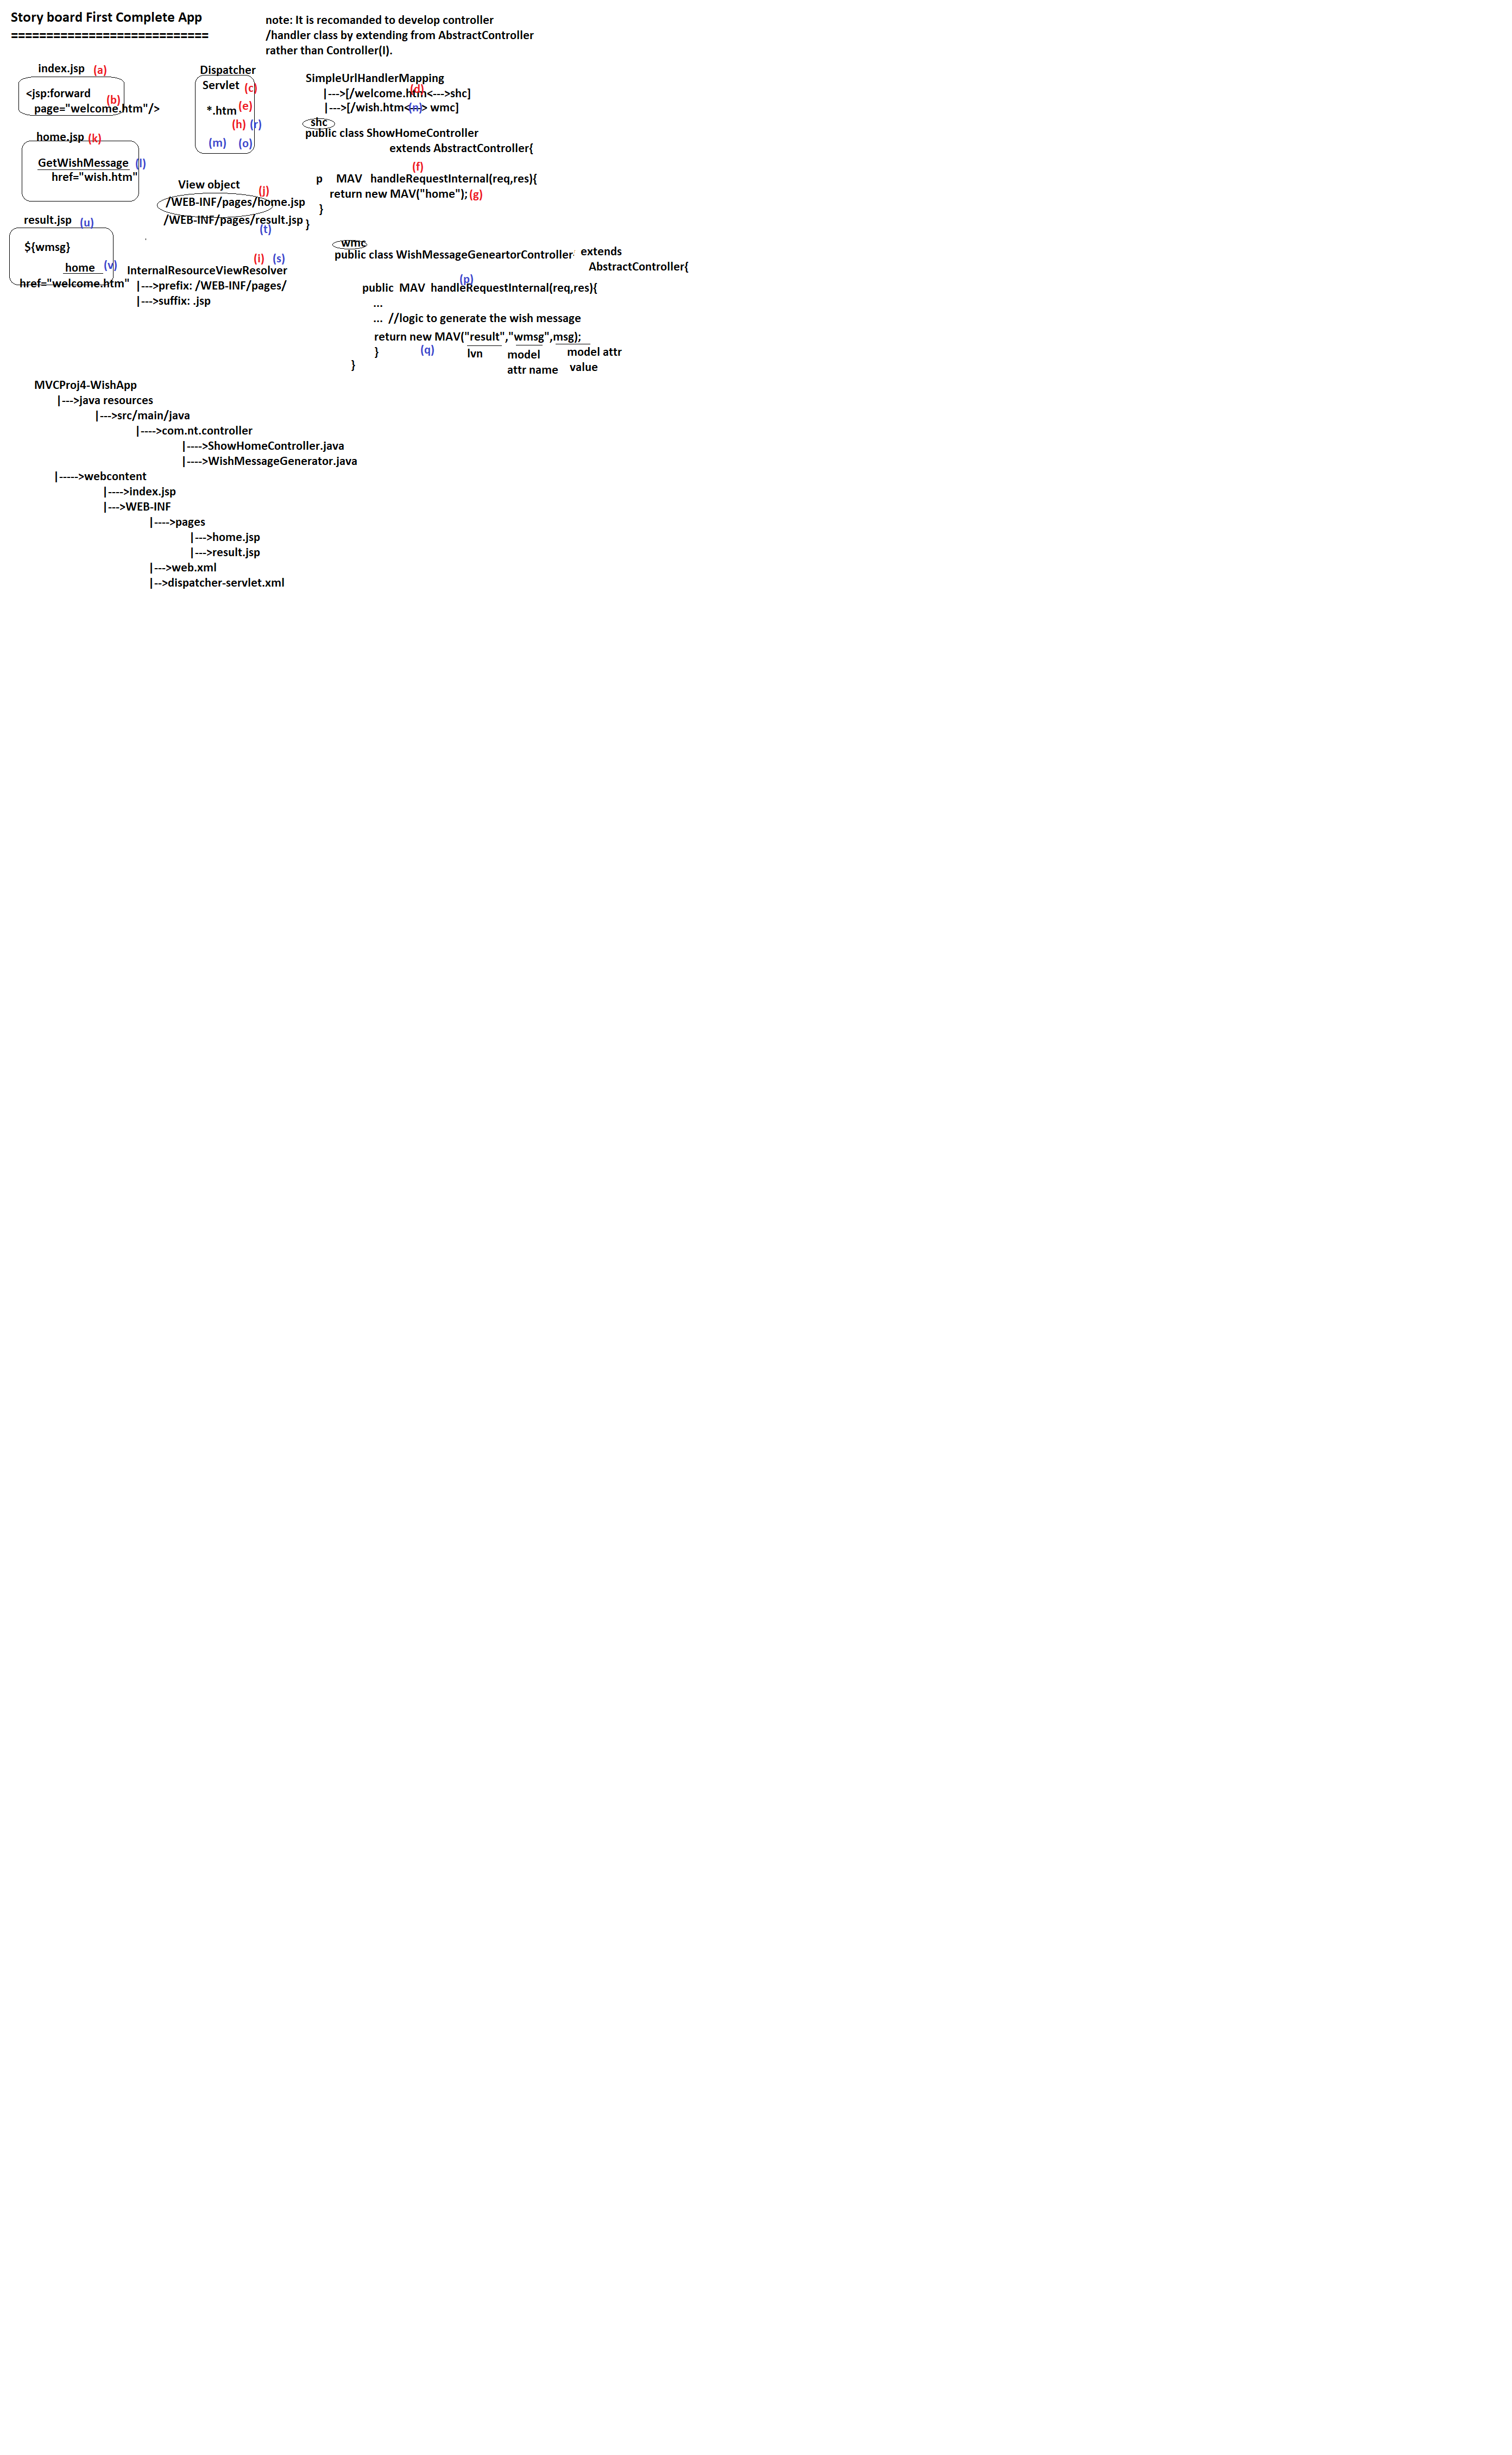 Story board First Complete App
============================
note: It is recomanded to develop controller
/handler class by extending from AbstractController
rather than Controller(I).
index.jsp (a)
<jsp:forward
page="welcome.htm"/> (b)
home.jsp (k)
GetWishMessage (l)
href="wish.htm"
result.jsp (u)
${wmsg}
home (v)
href="welcome.htm"
Dispatcher
Servlet (c)
*.htm (e)
(h) (r)
(m) (o)
View object
(j)
/WEB-INF/pages/home.jsp
/WEB-INF/pages/result.jsp
(t)
(i) (s)
InternalResourceViewResolver
|--->prefix: /WEB-INF/pages/
|--->suffix: .jsp
SimpleUrlHandlerMapping
(d)
|--->[/welcome.htm<--->shc]
|--->[/wish.htm<(n)> wmc]
shc
public class ShowHomeController
extends AbstractController{
(f)
p MAV handleRequestInternal(req,res){
return new MAV("home"); (g)
}
}
wmc
public class WishMessageGeneartorController extends
AbstractController{
(p)
public MAV handleRequestInternal(req,res){
...
... //logic to generate the wish message
return new MAV("result","wmsg",msg);
} (q) lvn model model attr
attr name value
}
MVCProj4-WishApp
|--->java resources
|--->src/main/java
|---->com.nt.controller
|---->ShowHomeController.java
|---->WishMessageGenerator.java
|----->webcontent
|---->index.jsp
|--->WEB-INF
|---->pages
|--->home.jsp
|--->result.jsp
|--->web.xml
|-->dispatcher-servlet.xml